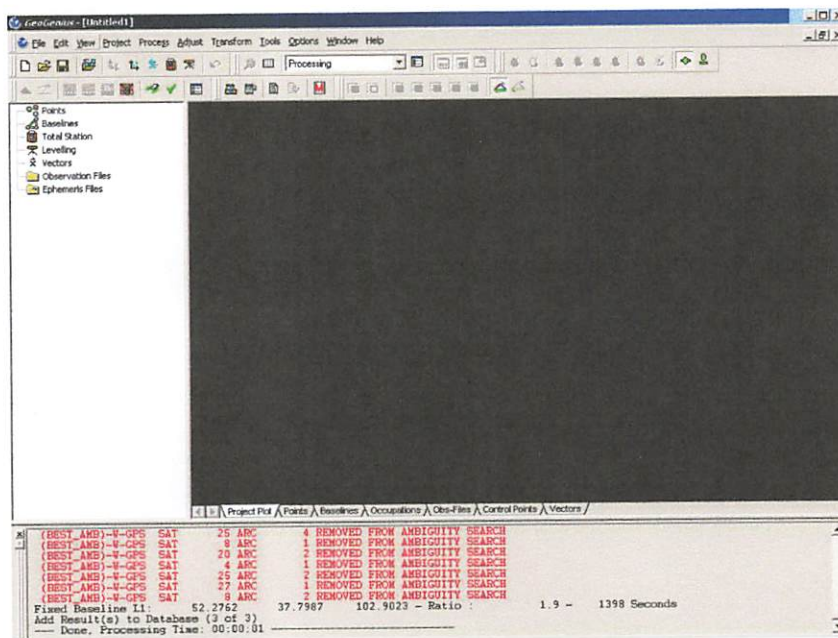 GeoGenius - [Untitled1]
File Edit View Project Process Adjust Transform Tools Options Window Help
Processing
Points
Baselines
Total Station
Levelling
Vectors
Observation Files
Ephemeris Files
Project Plot Points Baselines Occupations Obs-Files Control Points Vectors
(BEST_AMB)-W-GPS SAT 25 ARC 4 REMOVED FROM AMBIGUITY SEARCH
(BEST_AMB)-W-GPS SAT 8 ARC 1 REMOVED FROM AMBIGUITY SEARCH
(BEST_AMB)-W-GPS SAT 20 ARC 2 REMOVED FROM AMBIGUITY SEARCH
(BEST_AMB)-W-GPS SAT 4 ARC 1 REMOVED FROM AMBIGUITY SEARCH
(BEST_AMB)-W-GPS SAT 25 ARC 2 REMOVED FROM AMBIGUITY SEARCH
(BEST_AMB)-W-GPS SAT 27 ARC 1 REMOVED FROM AMBIGUITY SEARCH
(BEST_AMB)-W-GPS SAT 8 ARC 2 REMOVED FROM AMBIGUITY SEARCH
Fixed Baseline L1: 52.2762 37.7987 102.9023 - Ratio : 1.9 - 1398 Seconds
Add Result(s) to Database (3 of 3)
--- Done, Processing Time: 00:00:01 ------------------------------